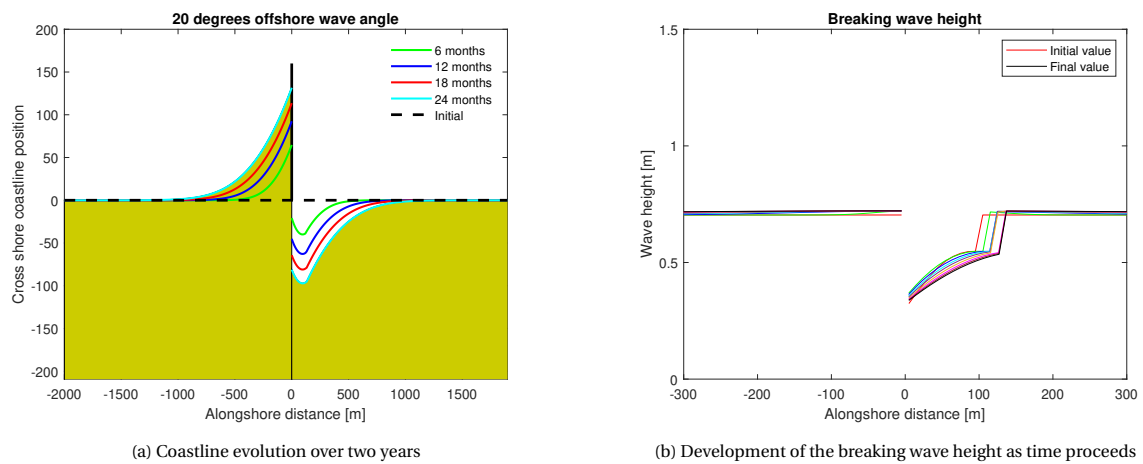 20 degrees offshore wave angle
200
150
100
50
0
-50
-100
-150
-200
Cross shore coastline position
6 months
12 months
18 months
24 months
Initial
-2000
-1500
-1000
-500
0
500
1000
1500
Alongshore distance [m]
(a) Coastline evolution over two years
Breaking wave height
1.5
1
0.5
0
Wave height [m]
Initial value
Final value
-300
-200
-100
0
100
200
300
Alongshore distance [m]
(b) Development of the breaking wave height as time proceeds